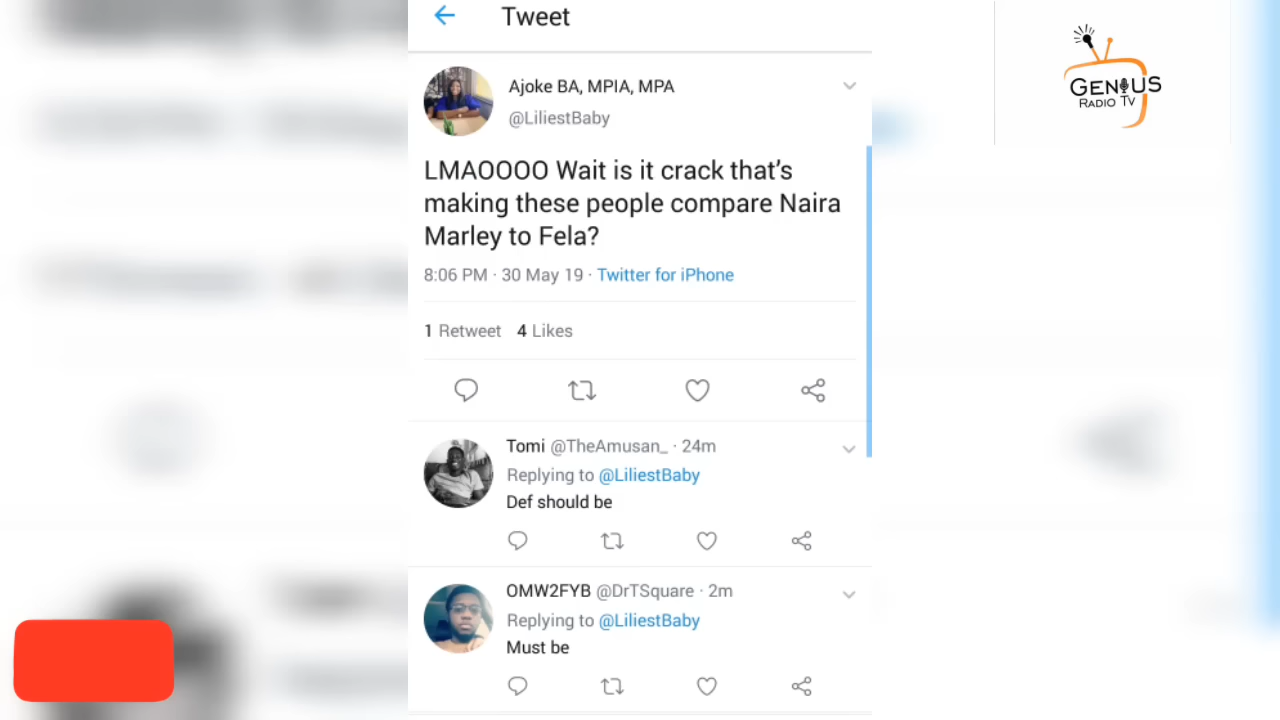 Tweet
GENIUS
RADIO TV
Ajoke BA, MPIA, MPA
@LiliestBaby
LMAOOOO Wait is it crack that's
making these people compare Naira
Marley to Fela?
8:06 PM · 30 May 19 · Twitter for iPhone
1 Retweet 4 Likes
Tomi @TheAmusan_ · 24m
Replying to @LiliestBaby
Def should be
OMW2FYB @DrTSquare · 2m
Replying to @LiliestBaby
Must be